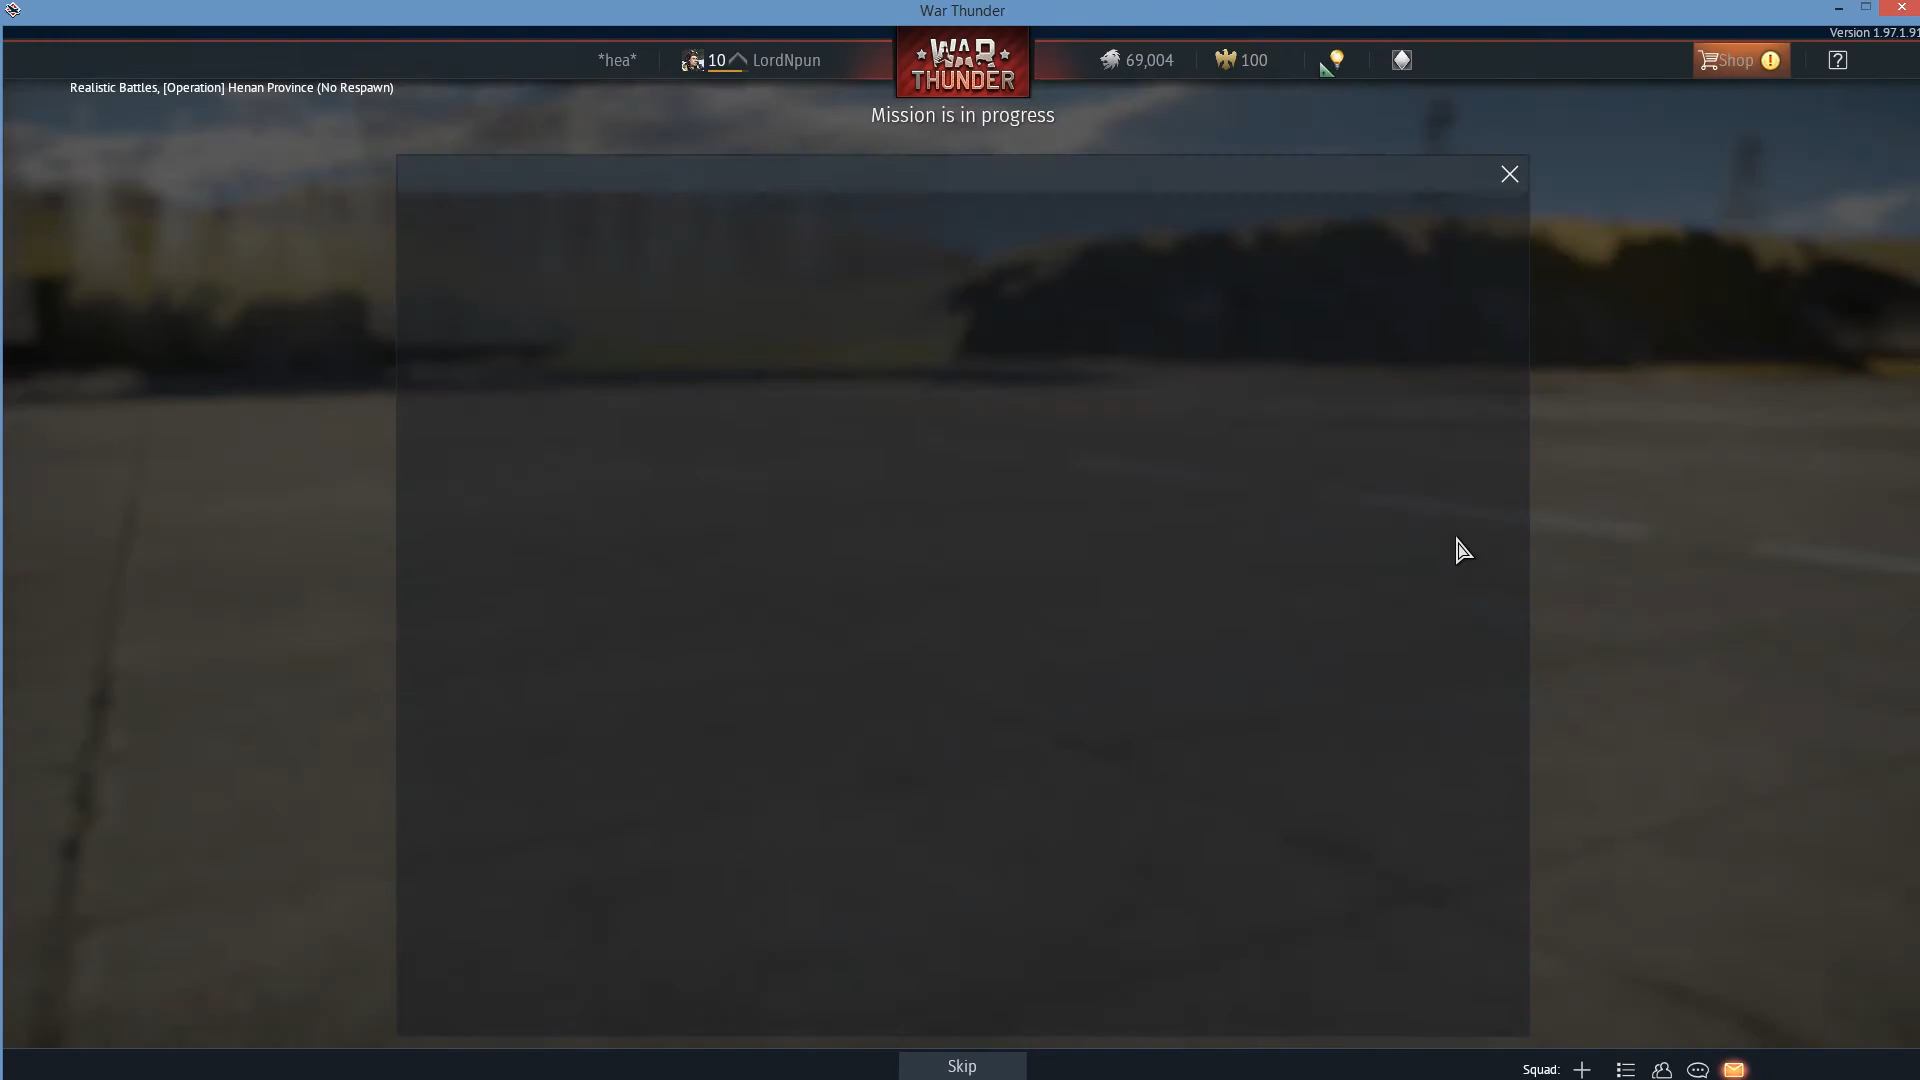 War Thunder
Version 1.97.1.91
*hea*
10 LordNpun
WAR THUNDER
69,004
100
Shop
?
Realistic Battles, [Operation] Henan Province (No Respawn)
Mission is in progress
Skip
Squad: